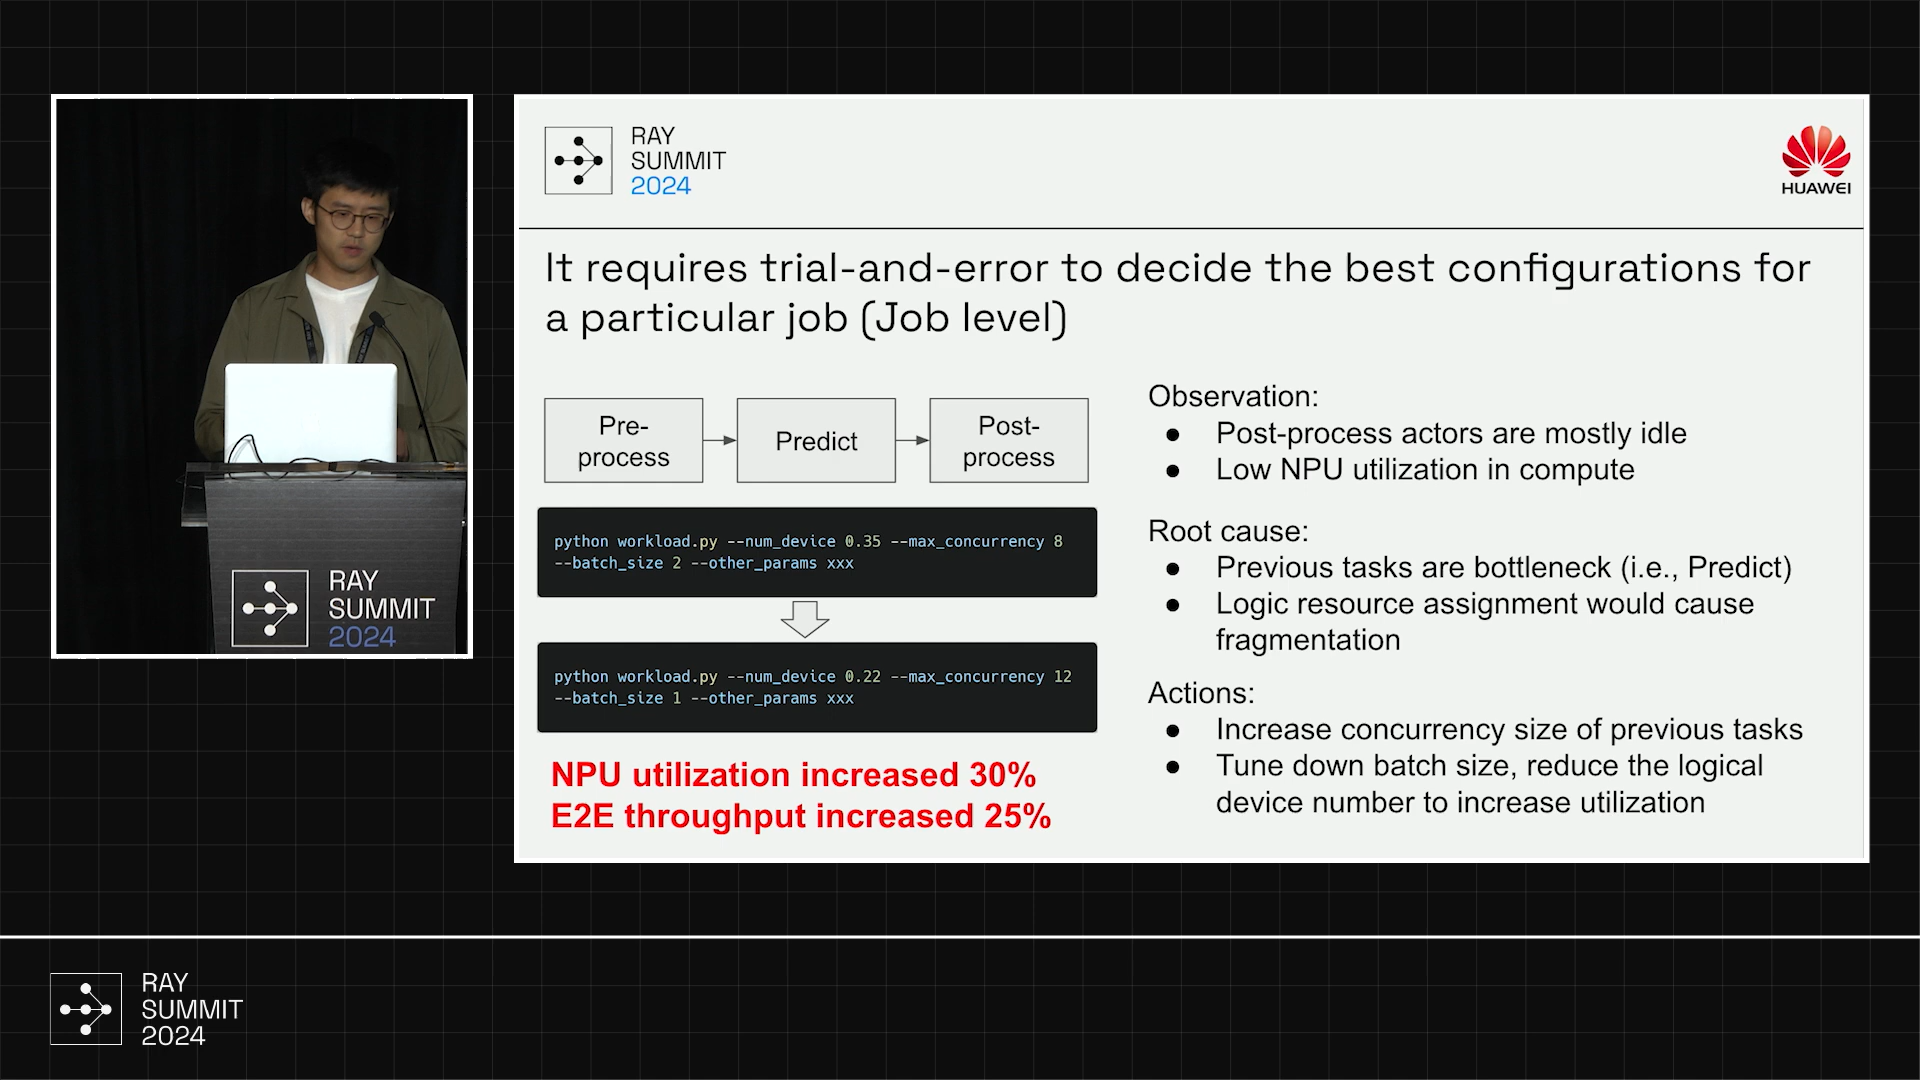 RAY
SUMMIT
2024
HUAWEI
It requires trial-and-error to decide the best configurations for
a particular job (Job level)
Pre-
process
Predict
Post-
process
python workload.py --num_device 0.35 --max_concurrency 8
--batch_size 2 --other_params xxx
python workload.py --num_device 0.22 --max_concurrency 12
--batch_size 1 --other_params xxx
NPU utilization increased 30%
E2E throughput increased 25%
Observation:
● Post-process actors are mostly idle
● Low NPU utilization in compute
Root cause:
● Previous tasks are bottleneck (i.e., Predict)
● Logic resource assignment would cause
fragmentation
Actions:
● Increase concurrency size of previous tasks
● Tune down batch size, reduce the logical
device number to increase utilization
RAY
SUMMIT
2024
RAY
SUMMIT
2024